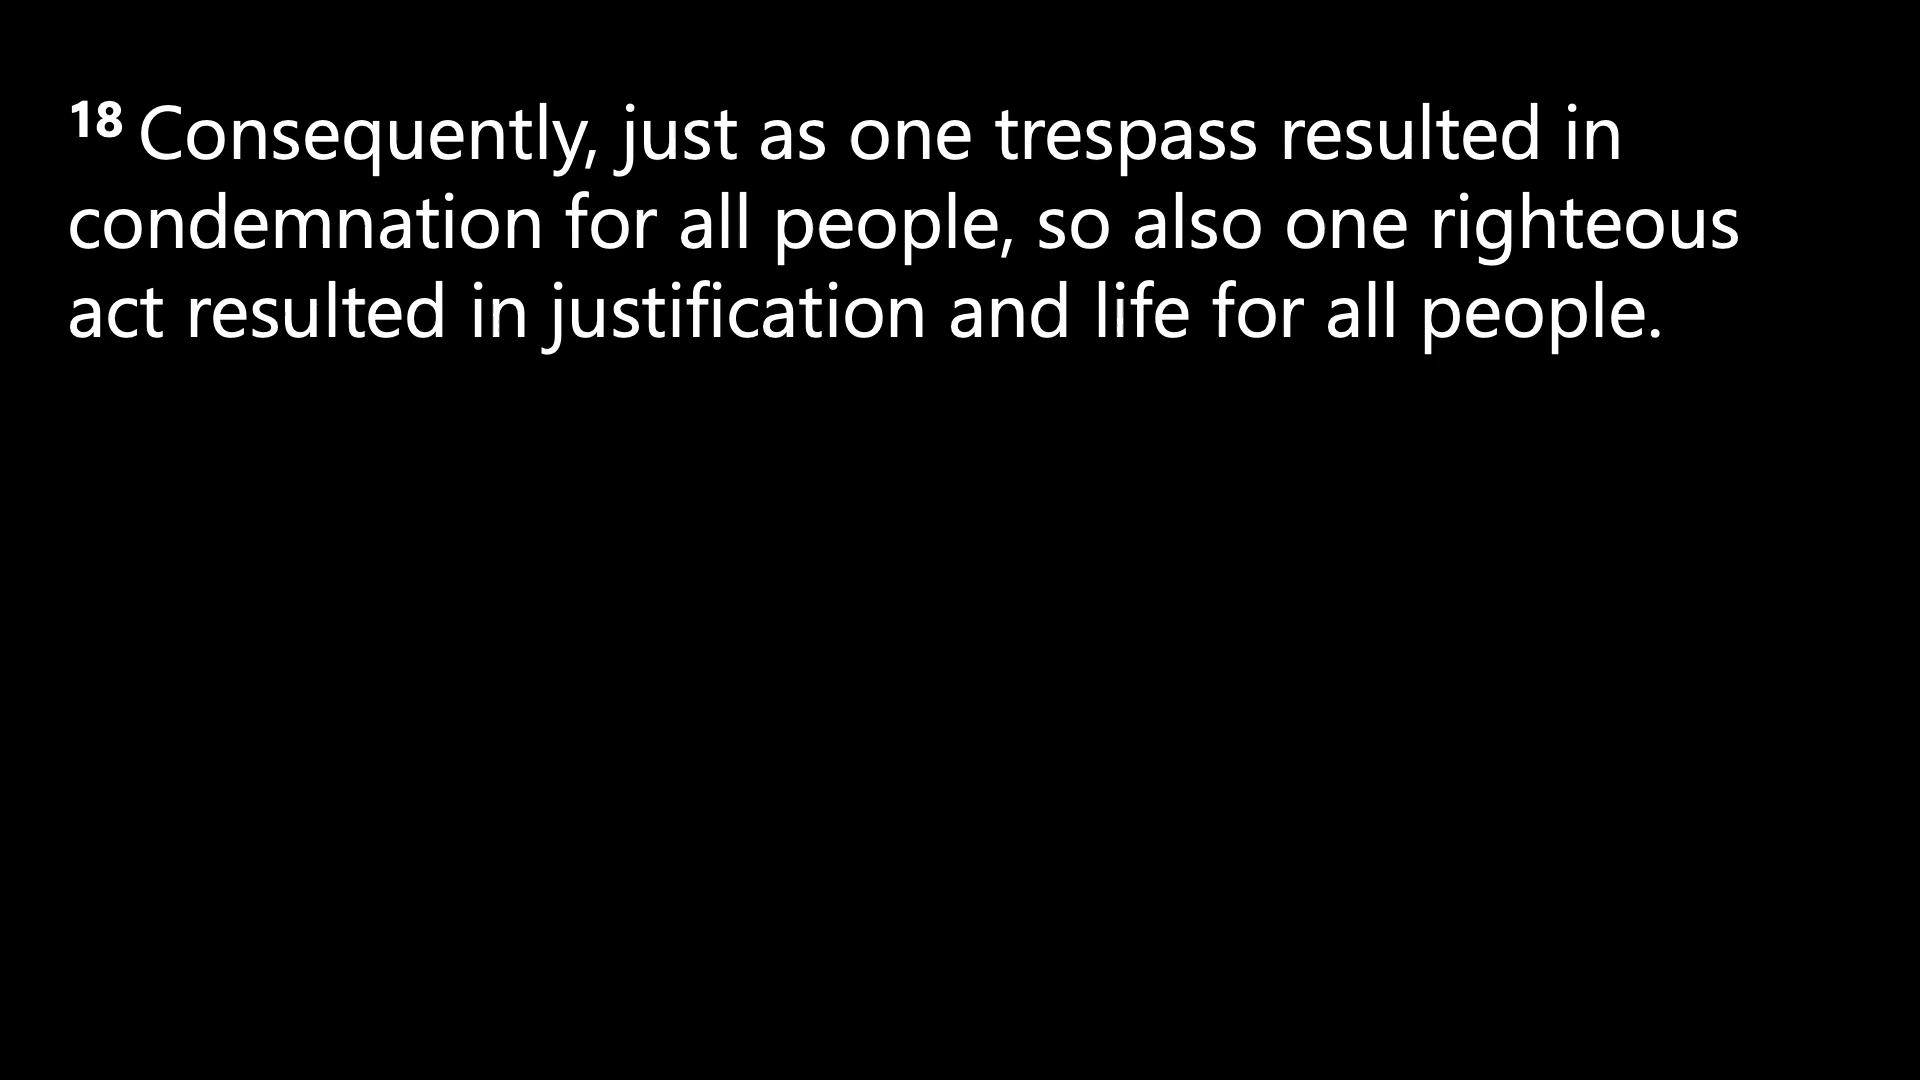 18 Consequently, just as one trespass resulted in
condemnation for all people, so also one righteous
act resulted in justification and life for all people.